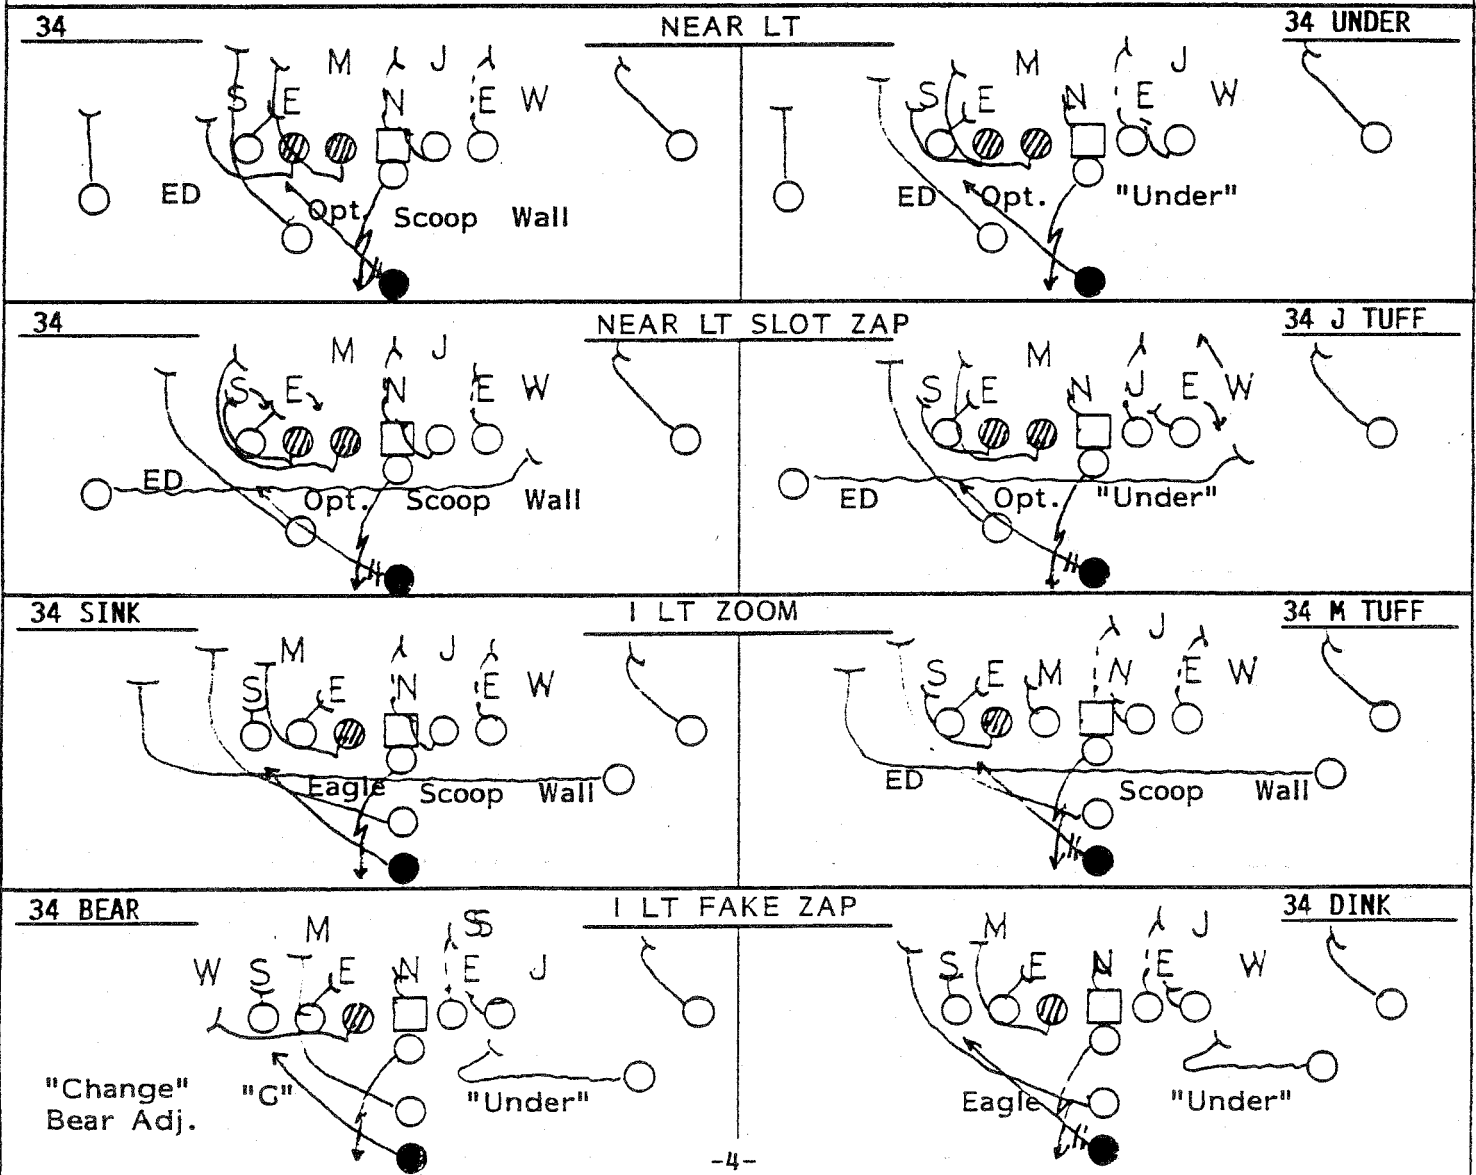 34 NEAR LT 34 UNDER
M J
S E N E W
ED Opt. Scoop Wall
M J
S E N E W
ED Opt. "Under"
34 NEAR LT SLOT ZAP 34 J TUFF
M J
S E N E W
ED Opt. Scoop Wall
M
S E N J E W
ED Opt. "Under"
34 SINK I LT ZOOM 34 M TUFF
M J
S E N E W
Eagle Scoop Wall
J
S E M N E W
ED Scoop Wall
34 BEAR I LT FAKE ZAP 34 DINK
M SS
W S E N E J
"Change" "G" "Under"
Bear Adj.
M J
S E N E W
Eagle "Under"
-4-